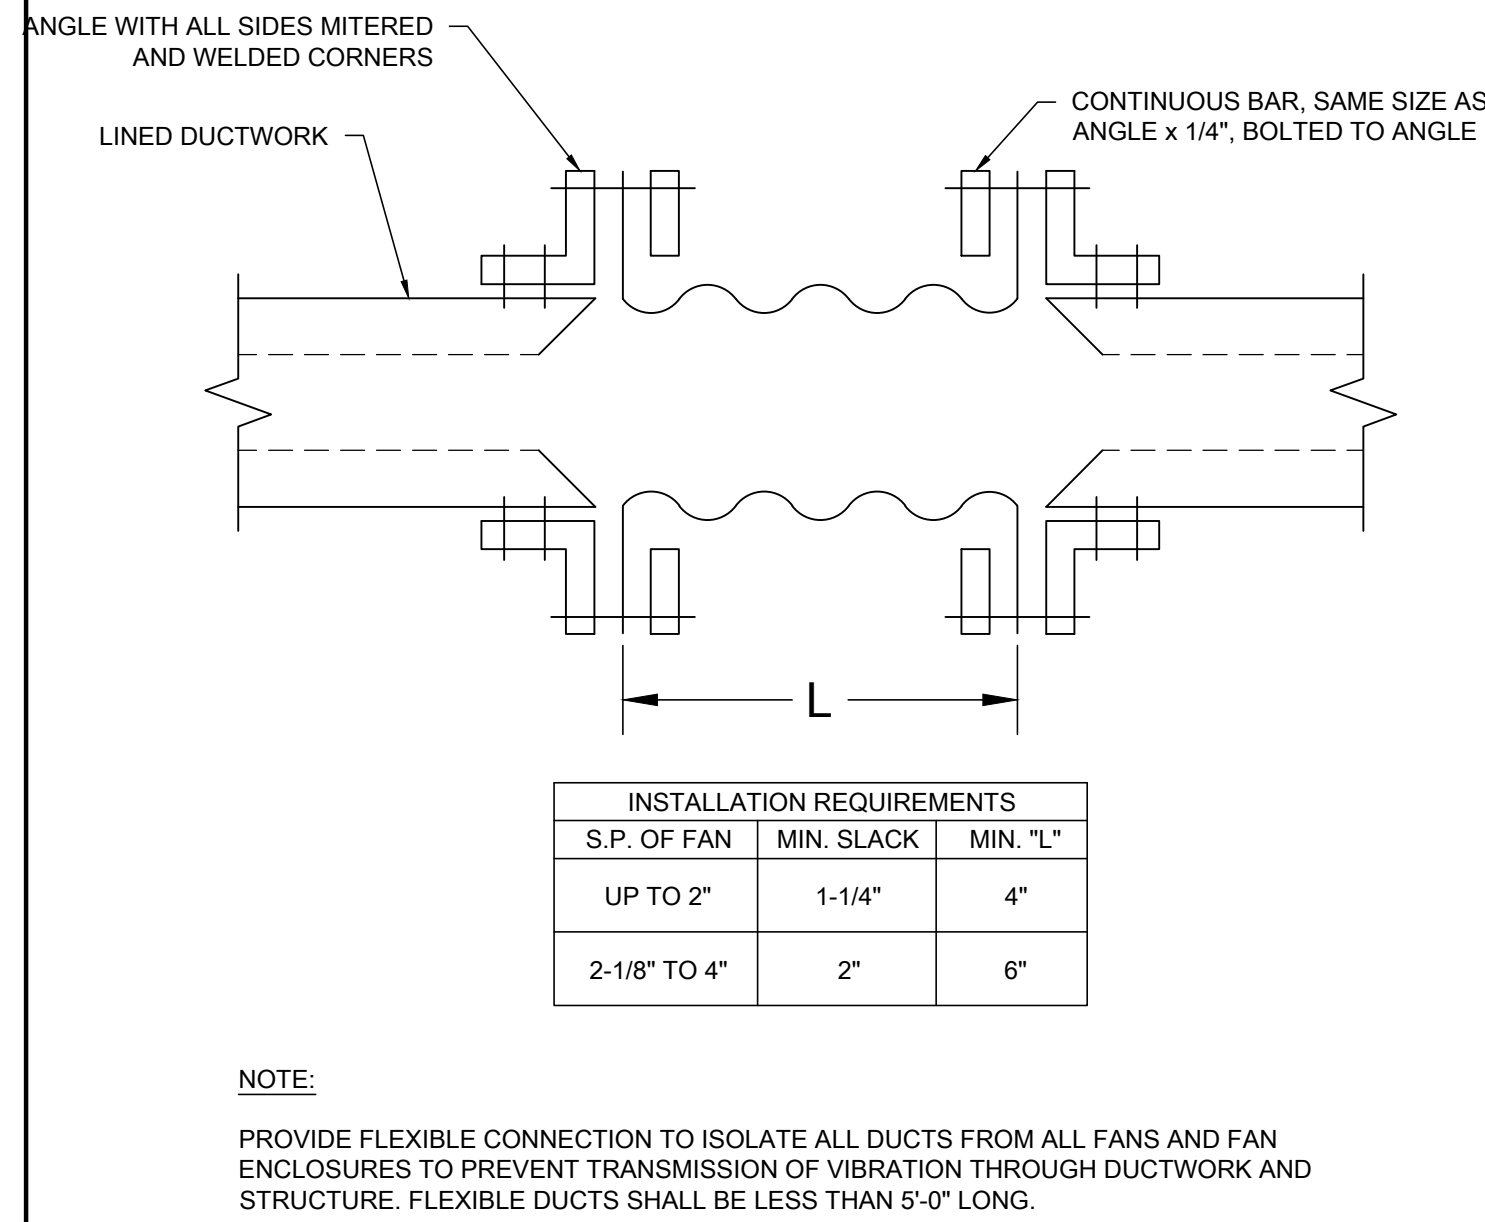 ANGLE WITH ALL SIDES MITERED
AND WELDED CORNERS
CONTINUOUS BAR, SAME SIZE AS
ANGLE x 1/4", BOLTED TO ANGLE
LINED DUCTWORK
L
INSTALLATION REQUIREMENTS
S.P. OF FAN MIN. SLACK MIN. "L"
UP TO 2" 1-1/4" 4"
2-1/8" TO 4" 2" 6"
NOTE:
PROVIDE FLEXIBLE CONNECTION TO ISOLATE ALL DUCTS FROM ALL FANS AND FAN
ENCLOSURES TO PREVENT TRANSMISSION OF VIBRATION THROUGH DUCTWORK AND
STRUCTURE. FLEXIBLE DUCTS SHALL BE LESS THAN 5'-0" LONG.